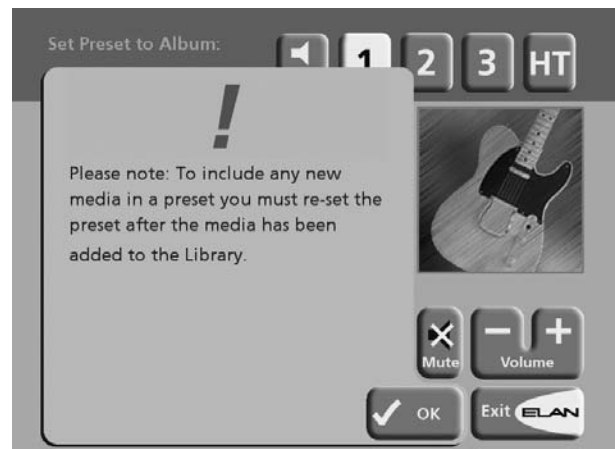 Set Preset to Album:
1 2 3 HT
!
Please note: To include any new
media in a preset you must re-set the
preset after the media has been
added to the Library.
Mute
Volume
OK
Exit ELAN